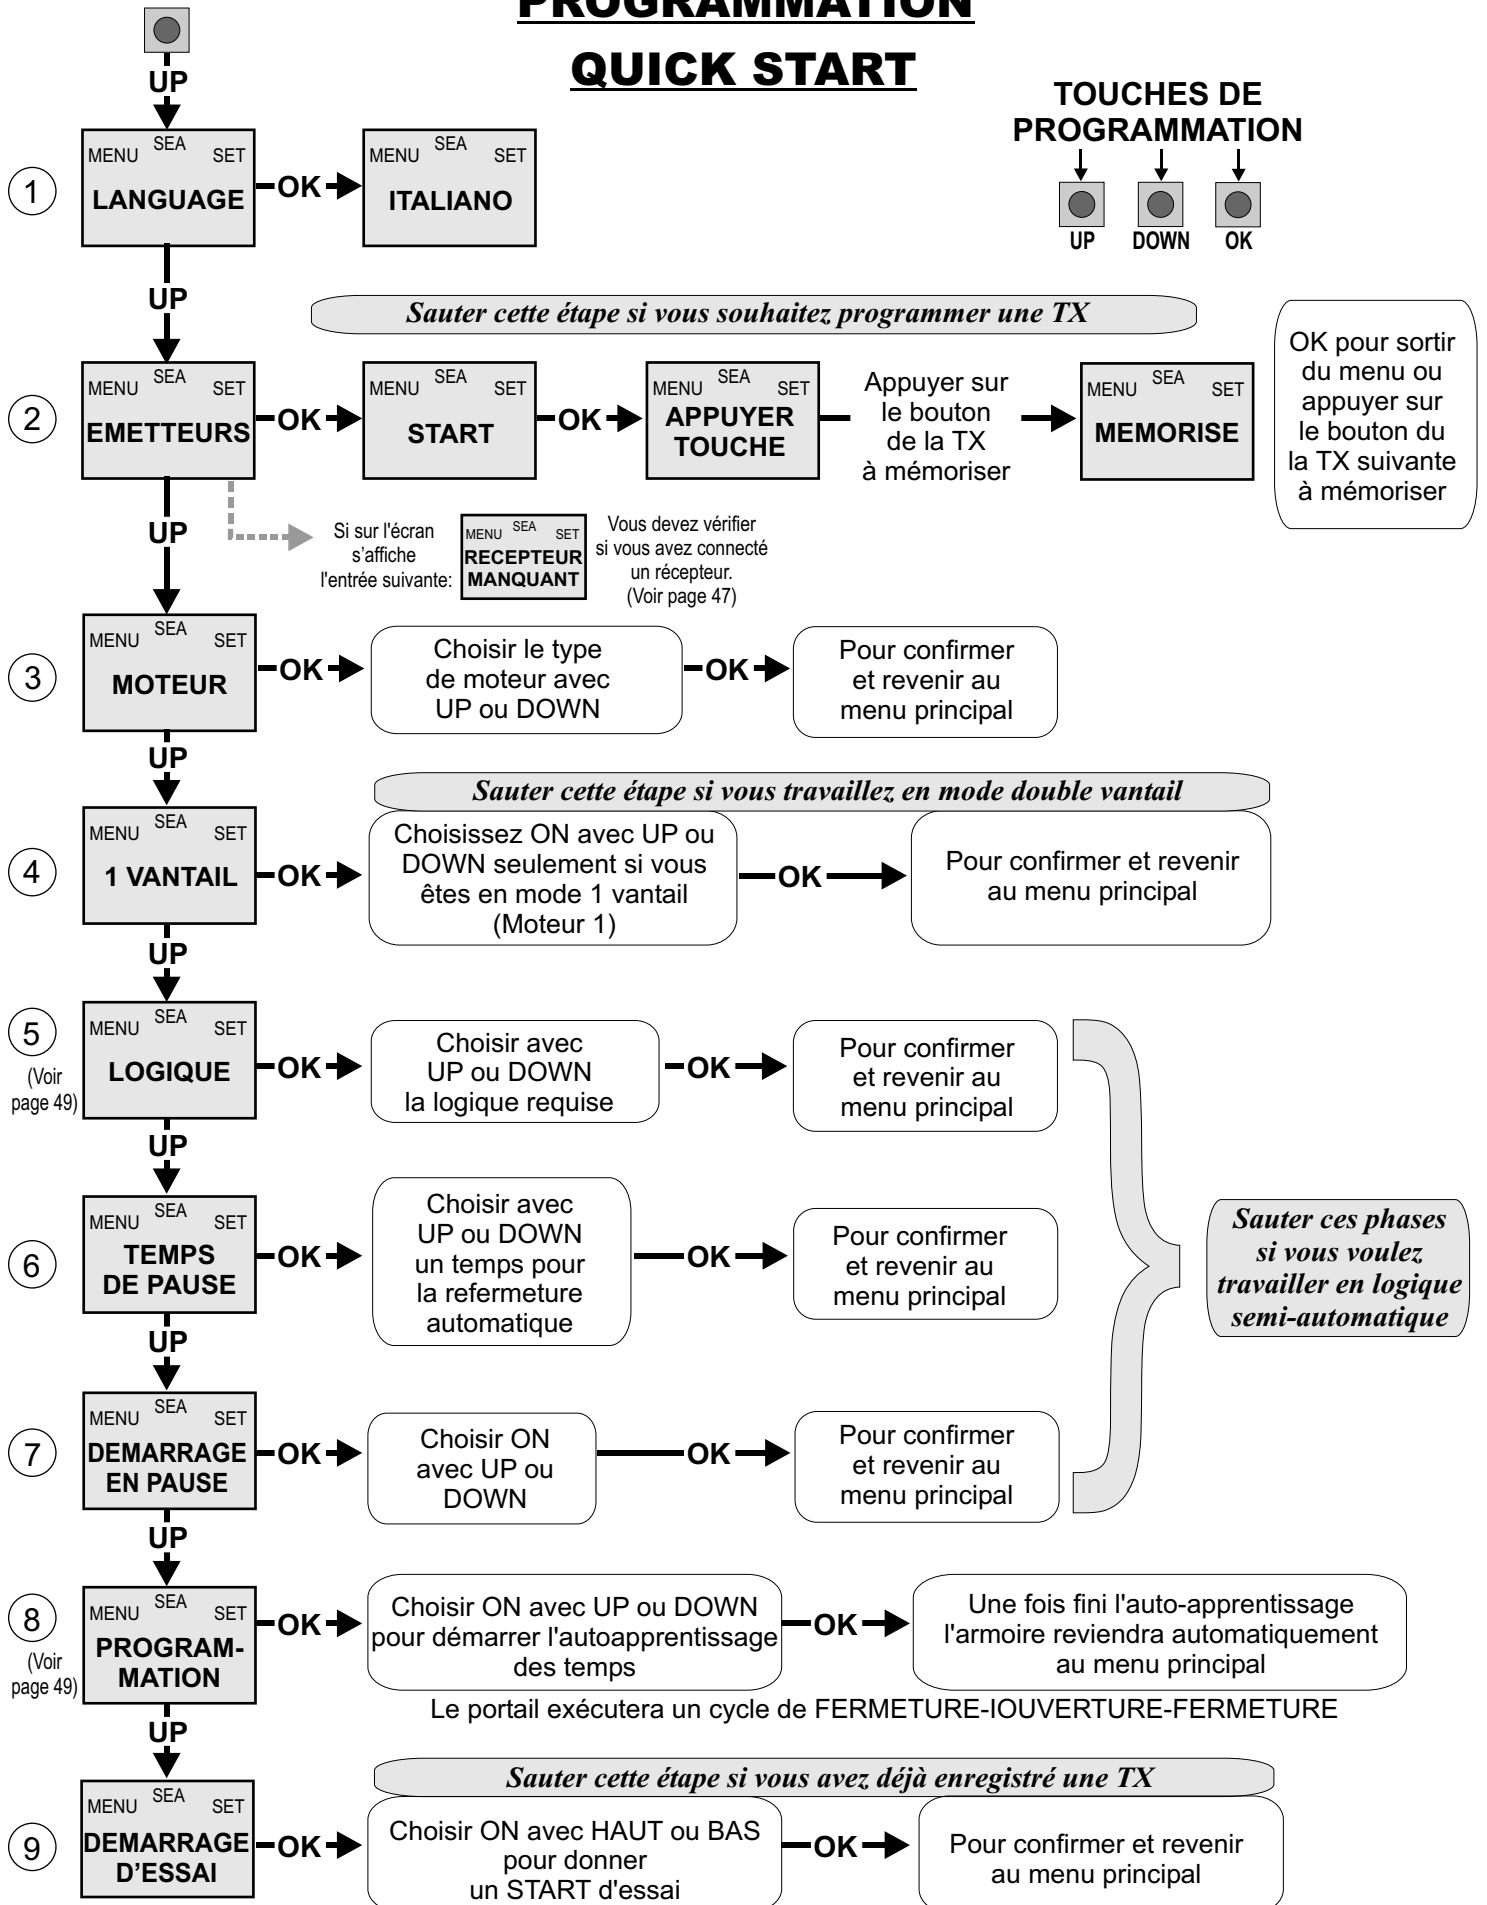 PROGRAMMATION
QUICK START
UP
TOUCHES DE
PROGRAMMATION
UP DOWN OK
1
MENU SEA SET
LANGUAGE
OK
MENU SEA SET
ITALIANO
UP
Sauter cette étape si vous souhaitez programmer une TX
2
MENU SEA SET
EMETTEURS
OK
MENU SEA SET
START
OK
MENU SEA SET
APPUYER
TOUCHE
Appuyer sur
le bouton
de la TX
à mémoriser
MENU SEA SET
MEMORISE
OK pour sortir
du menu ou
appuyer sur
le bouton du
la TX suivante
à mémoriser
UP
Si sur l'écran
s’affiche
l'entrée suivante:
MENU SEA SET
RECEPTEUR
MANQUANT
Vous devez vérifier
si vous avez connecté
un récepteur.
(Voir page 47)
3
MENU SEA SET
MOTEUR
OK
Choisir le type
de moteur avec
UP ou DOWN
OK
Pour confirmer
et revenir au
menu principal
UP
Sauter cette étape si vous travaillez en mode double vantail
4
MENU SEA SET
1 VANTAIL
OK
Choisissez ON avec UP ou
DOWN seulement si vous
êtes en mode 1 vantail
(Moteur 1)
OK
Pour confirmer et revenir
au menu principal
UP
5
(Voir
page 49)
MENU SEA SET
LOGIQUE
OK
Choisir avec
UP ou DOWN
la logique requise
OK
Pour confirmer
et revenir au
menu principal
UP
6
MENU SEA SET
TEMPS
DE PAUSE
OK
Choisir avec
UP ou DOWN
un temps pour
la refermeture
automatique
OK
Pour confirmer
et revenir au
menu principal
Sauter ces phases
si vous voulez
travailler en logique
semi-automatique
UP
7
MENU SEA SET
DEMARRAGE
EN PAUSE
OK
Choisir ON
avec UP ou
DOWN
OK
Pour confirmer
et revenir au
menu principal
UP
8
(Voir
page 49)
MENU SEA SET
PROGRAM-
MATION
OK
Choisir ON avec UP ou DOWN
pour démarrer l'autoapprentissage
des temps
OK
Une fois fini l'auto-apprentissage
l'armoire reviendra automatiquement
au menu principal
Le portail exécutera un cycle de FERMETURE-IOUVERTURE-FERMETURE
UP
Sauter cette étape si vous avez déjà enregistré une TX
9
MENU SEA SET
DEMARRAGE
D’ESSAI
OK
Choisir ON avec HAUT ou BAS
pour donner
un START d'essai
OK
Pour confirmer et revenir
au menu principal